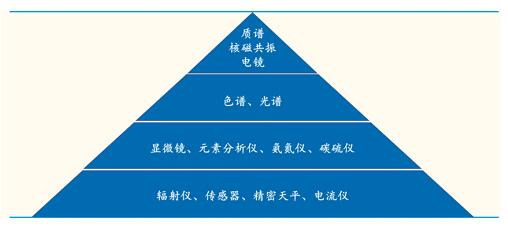 质谱
核磁共振
电镜
色谱、光谱
显微镜、元素分析仪、氨氮仪、碳硫仪
辐射仪、传感器、精密天平、电流仪